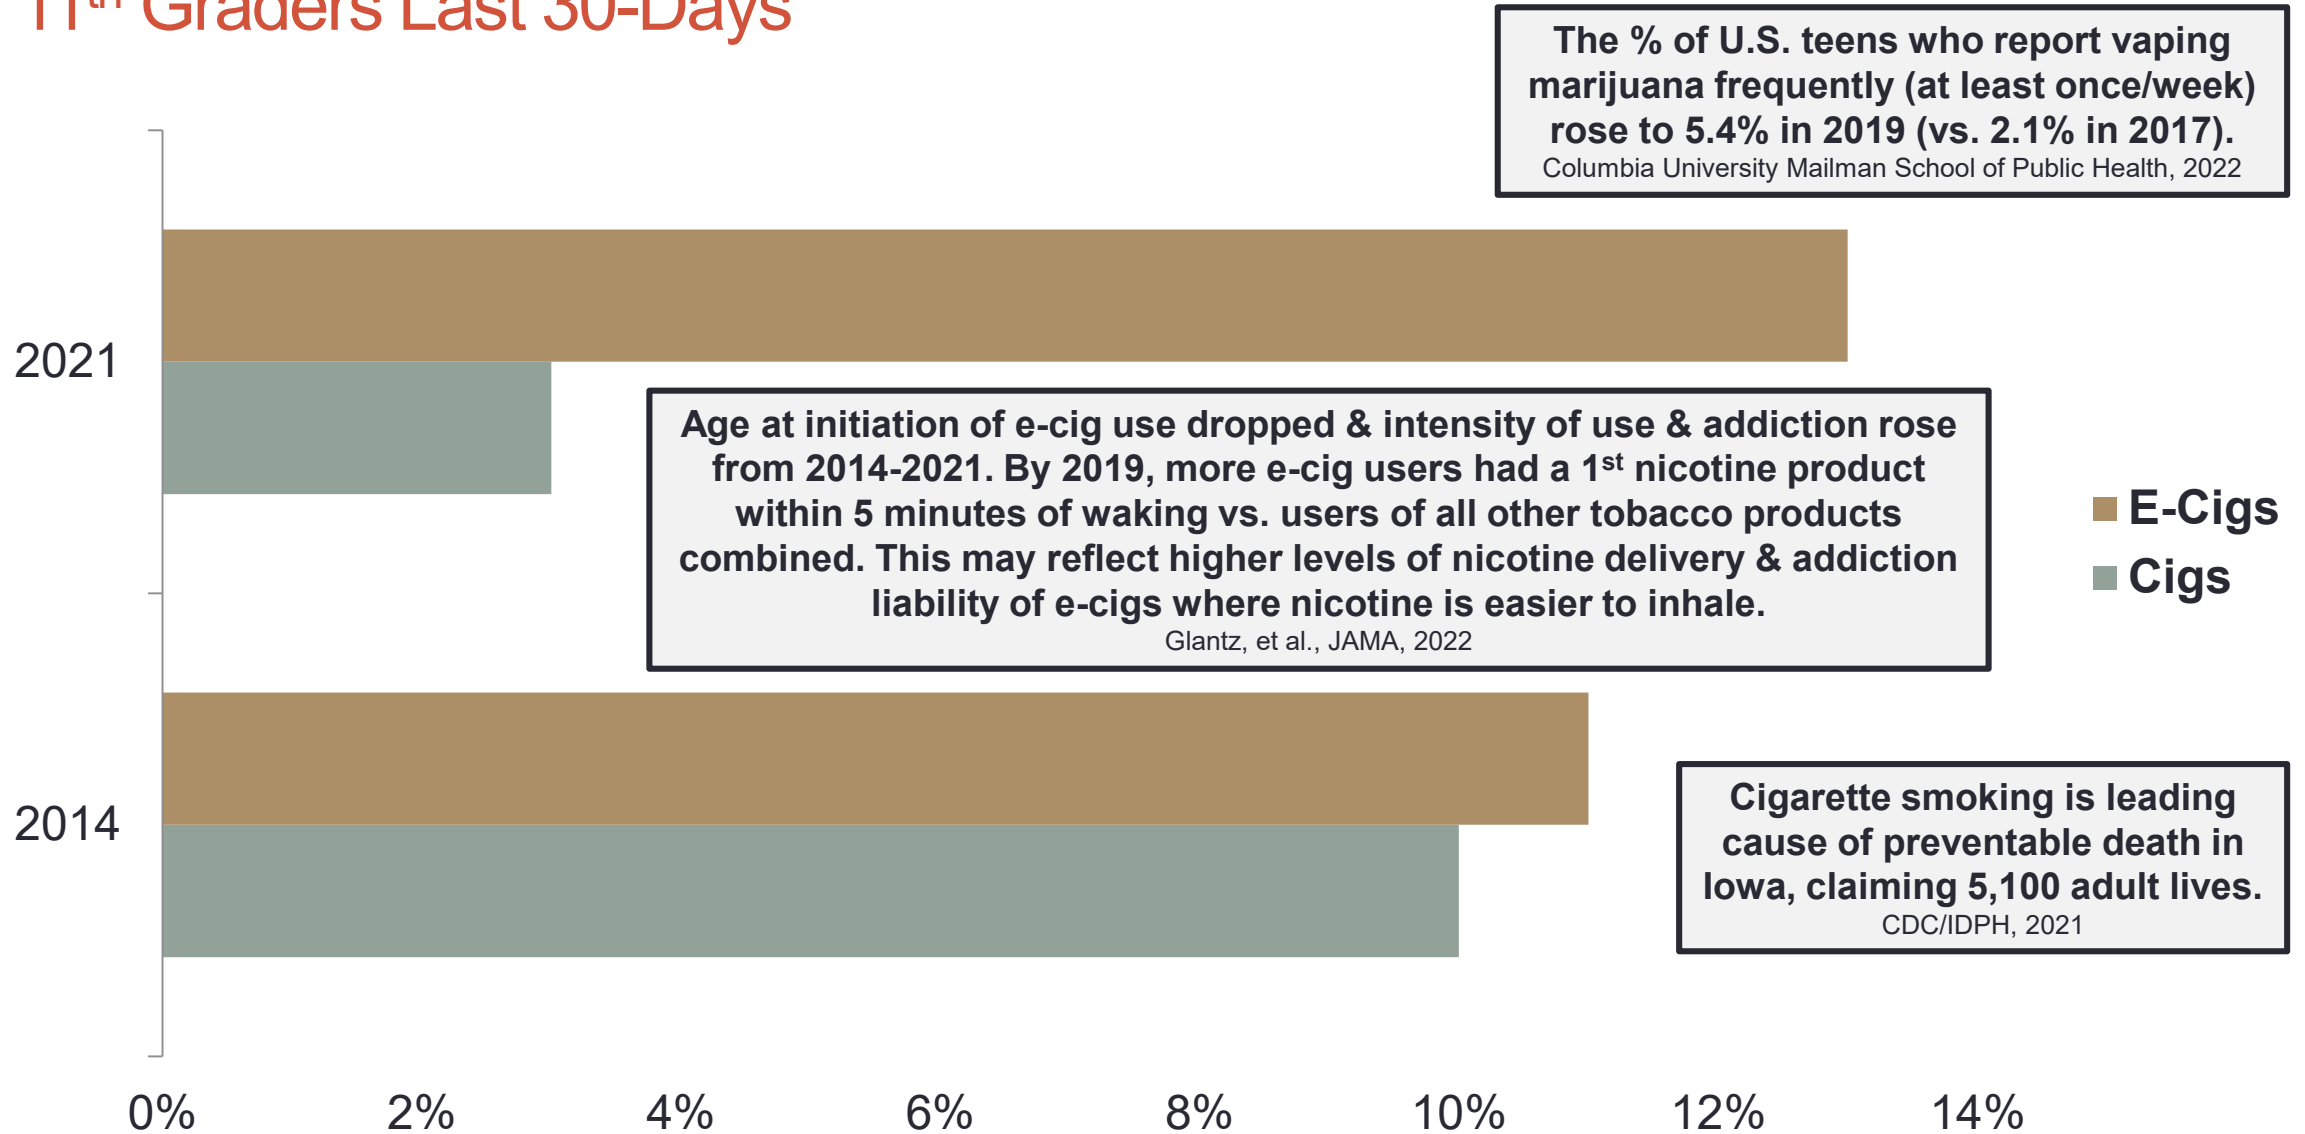 11th Graders Last 30-Days
The % of U.S. teens who report vaping
marijuana frequently (at least once/week)
rose to 5.4% in 2019 (vs. 2.1% in 2017).
Columbia University Mailman School of Public Health, 2022
2021
Age at initiation of e-cig use dropped & intensity of use & addiction rose
from 2014-2021. By 2019, more e-cig users had a 1st nicotine product
within 5 minutes of waking vs. users of all other tobacco products
combined. This may reflect higher levels of nicotine delivery & addiction
liability of e-cigs where nicotine is easier to inhale.
Glantz, et al., JAMA, 2022
E-Cigs
Cigs
2014
Cigarette smoking is leading
cause of preventable death in
Iowa, claiming 5,100 adult lives.
CDC/IDPH, 2021
0% 2% 4% 6% 8% 10% 12% 14%